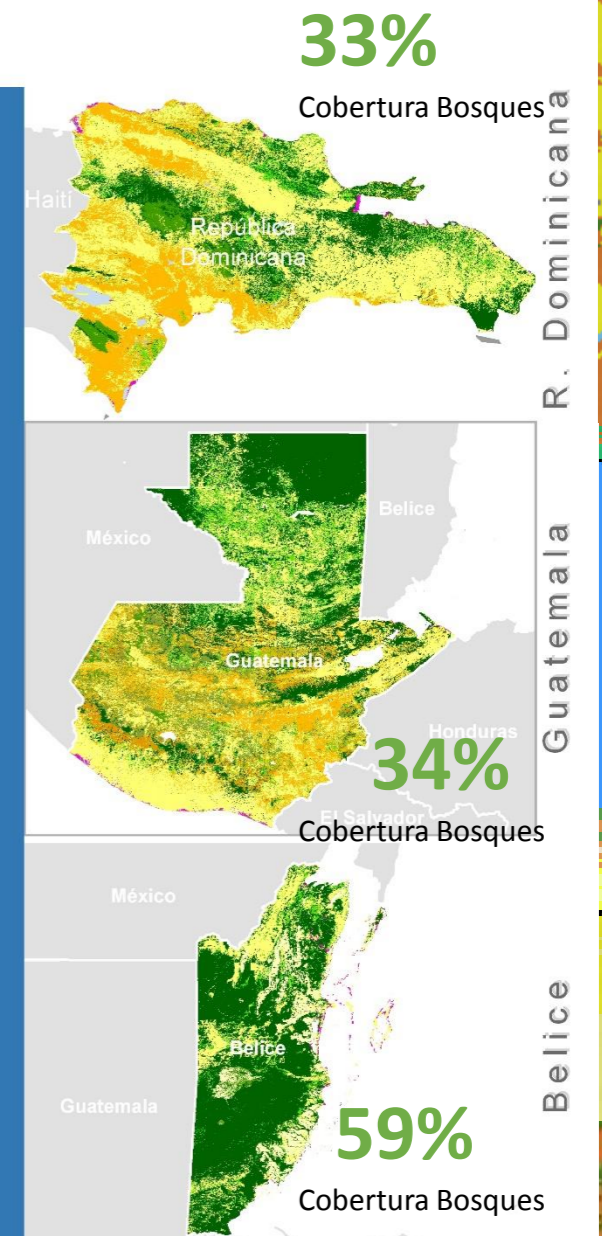 33%
Cobertura Bosques
R. Dominicana
Haití
República
Dominicana
Guatemala
México
Belice
Guatemala
Honduras
34%
El Salvador
Cobertura Bosques
Belice
México
Belice
Guatemala
59%
Cobertura Bosques